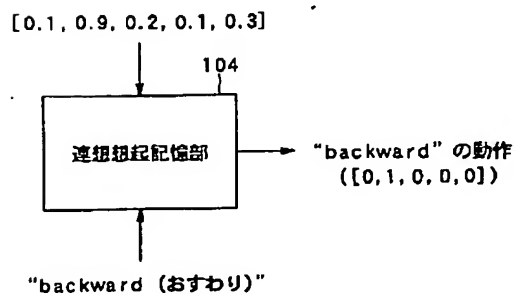 [0.1, 0.9, 0.2, 0.1, 0.3]
104
連想想起記憶部
"backward" の動作
([0, 1, 0, 0, 0])
"backward (おすわり)"